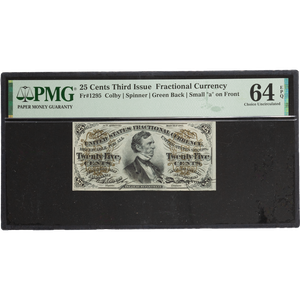 PMG
PAPER MONEY GUARANTY
25 Cents Third Issue Fractional Currency
Fr#1295 Colby | Spinner | Green Back | Small "a" on Front
64 EPQ
Choice Uncirculated
UNITED STATES FRACTIONAL CURRENCY
Twenty Five Twenty Five
CENTS CENTS